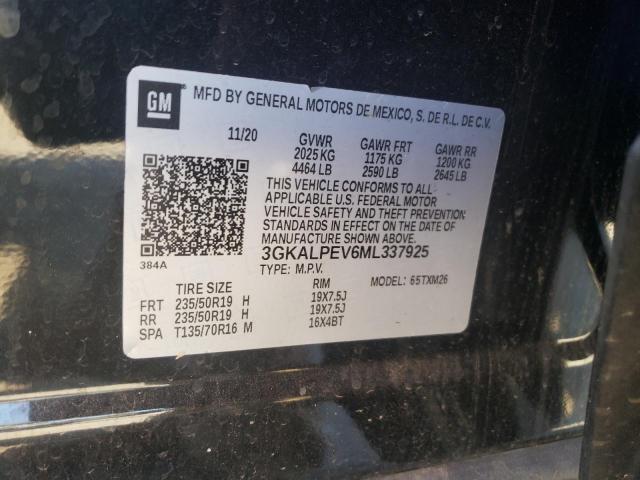 GM MFD BY GENERAL MOTORS DE MEXICO, S. DE R.L. DE C.V.
11/20 GVWR GAWR FRT GAWR RR
2025 KG 1175 KG 1200 KG
4464 LB 2590 LB 2645 LB
THIS VEHICLE CONFORMS TO ALL
APPLICABLE U.S. FEDERAL MOTOR
VEHICLE SAFETY AND THEFT PREVENTION
STANDARDS IN EFFECT ON THE DATE OF
MANUFACTURE SHOWN ABOVE.
384A 3GKALPEV6ML337925
TYPE: M.P.V. MODEL: 65TXM26
TIRE SIZE RIM
FRT 235/50R19 H 19X7.5J
RR 235/50R19 H 19X7.5J
SPA T135/70R16 M 16X4BT